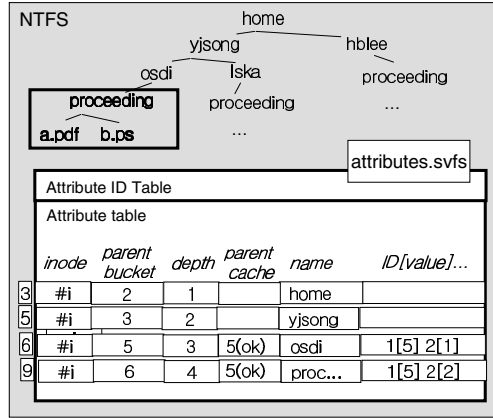 NTFS
home
yjsong
hblee
osdi
lska
proceeding
proceeding
proceeding
...
a.pdf b.ps
...
attributes.svfs
Attribute ID Table
Attribute table
inode parent bucket depth parent cache name ID[value]...
3 #i 2 1 home
5 #i 3 2 yjsong
6 #i 5 3 5(ok) osdi 1[5] 2[1]
9 #i 6 4 5(ok) proc... 1[5] 2[2]